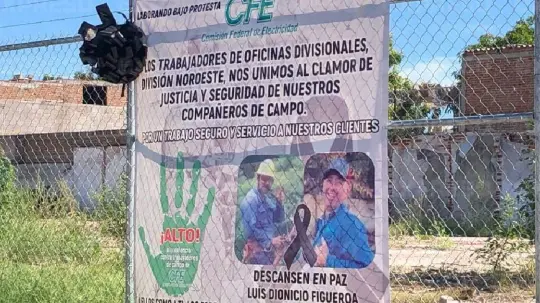 LABORANDO BAJO PROTESTA
CFE
Comisión Federal de Electricidad
LOS TRABAJADORES DE OFICINAS DIVISIONALES,
DIVISIÓN NOROESTE, NOS UNIMOS AL CLAMOR DE
JUSTICIA Y SEGURIDAD DE NUESTROS
COMPAÑEROS DE CAMPO.
POR UN TRABAJO SEGURO Y SERVICIO A NUESTROS CLIENTES
¡ALTO!
CFE
DESCANSEN EN PAZ
LUIS DIONICIO FIGUEROA